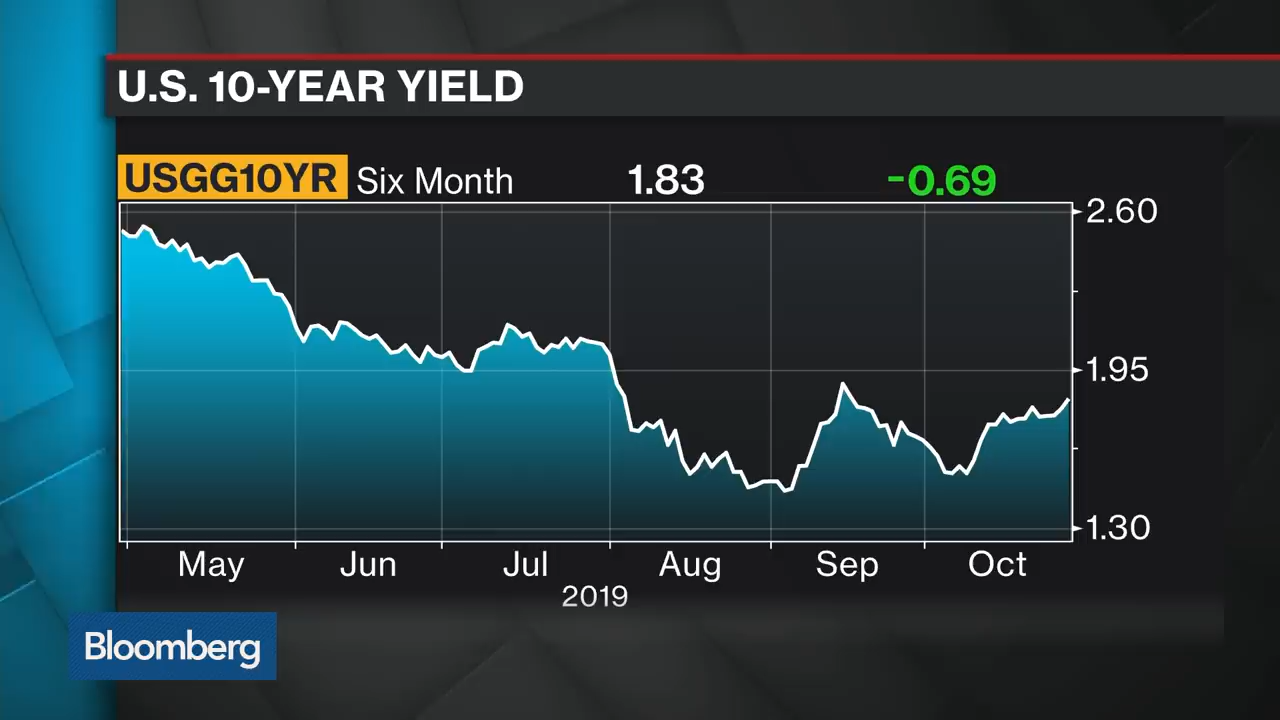 U.S. 10-YEAR YIELD
USGG10YR Six Month 1.83 -0.69
2.60
1.95
1.30
May Jun Jul Aug Sep Oct
2019
Bloomberg